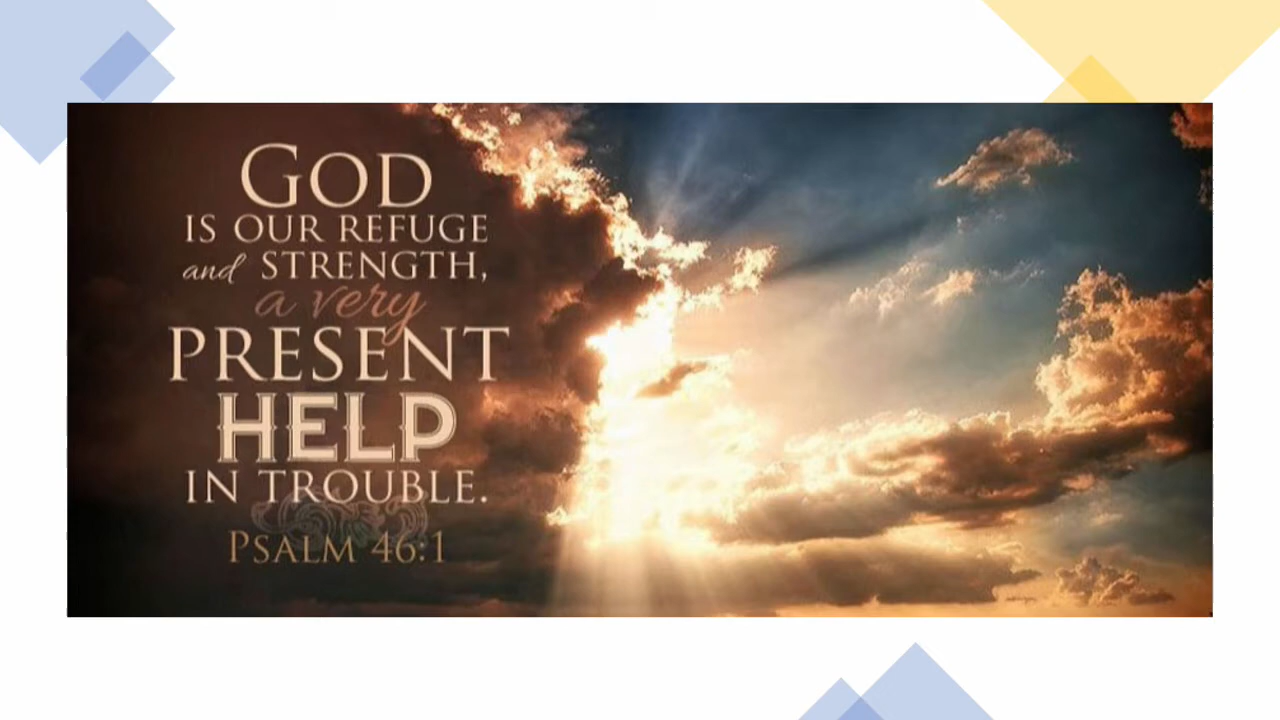 GOD
IS OUR REFUGE
and STRENGTH,
a very
PRESENT
HELP
IN TROUBLE.
PSALM 46:1